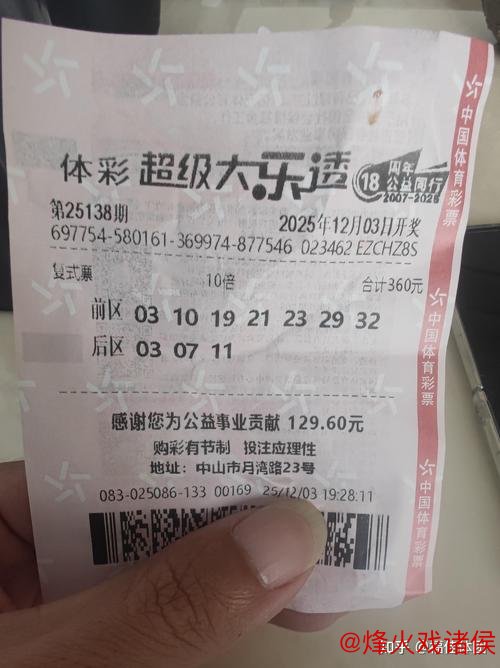 体彩 超级大乐透 18 周年 公益同行 2007-2025
第25138期 2025年12月03日开奖
697754-580161-369974-877546 023462 EZCHZ8S
复式票 10倍 合计360元
前区 03 10 19 21 23 29 32
后区 03 07 11
感谢您为公益事业贡献 129.60元
购彩有节制 投注应理性
地址：中山市月湾路23号
083-025086-133 00169 25/12/03 19:28:11
中国体育彩票
中国体育彩票
中国体育彩票
@烽火戏诸侯